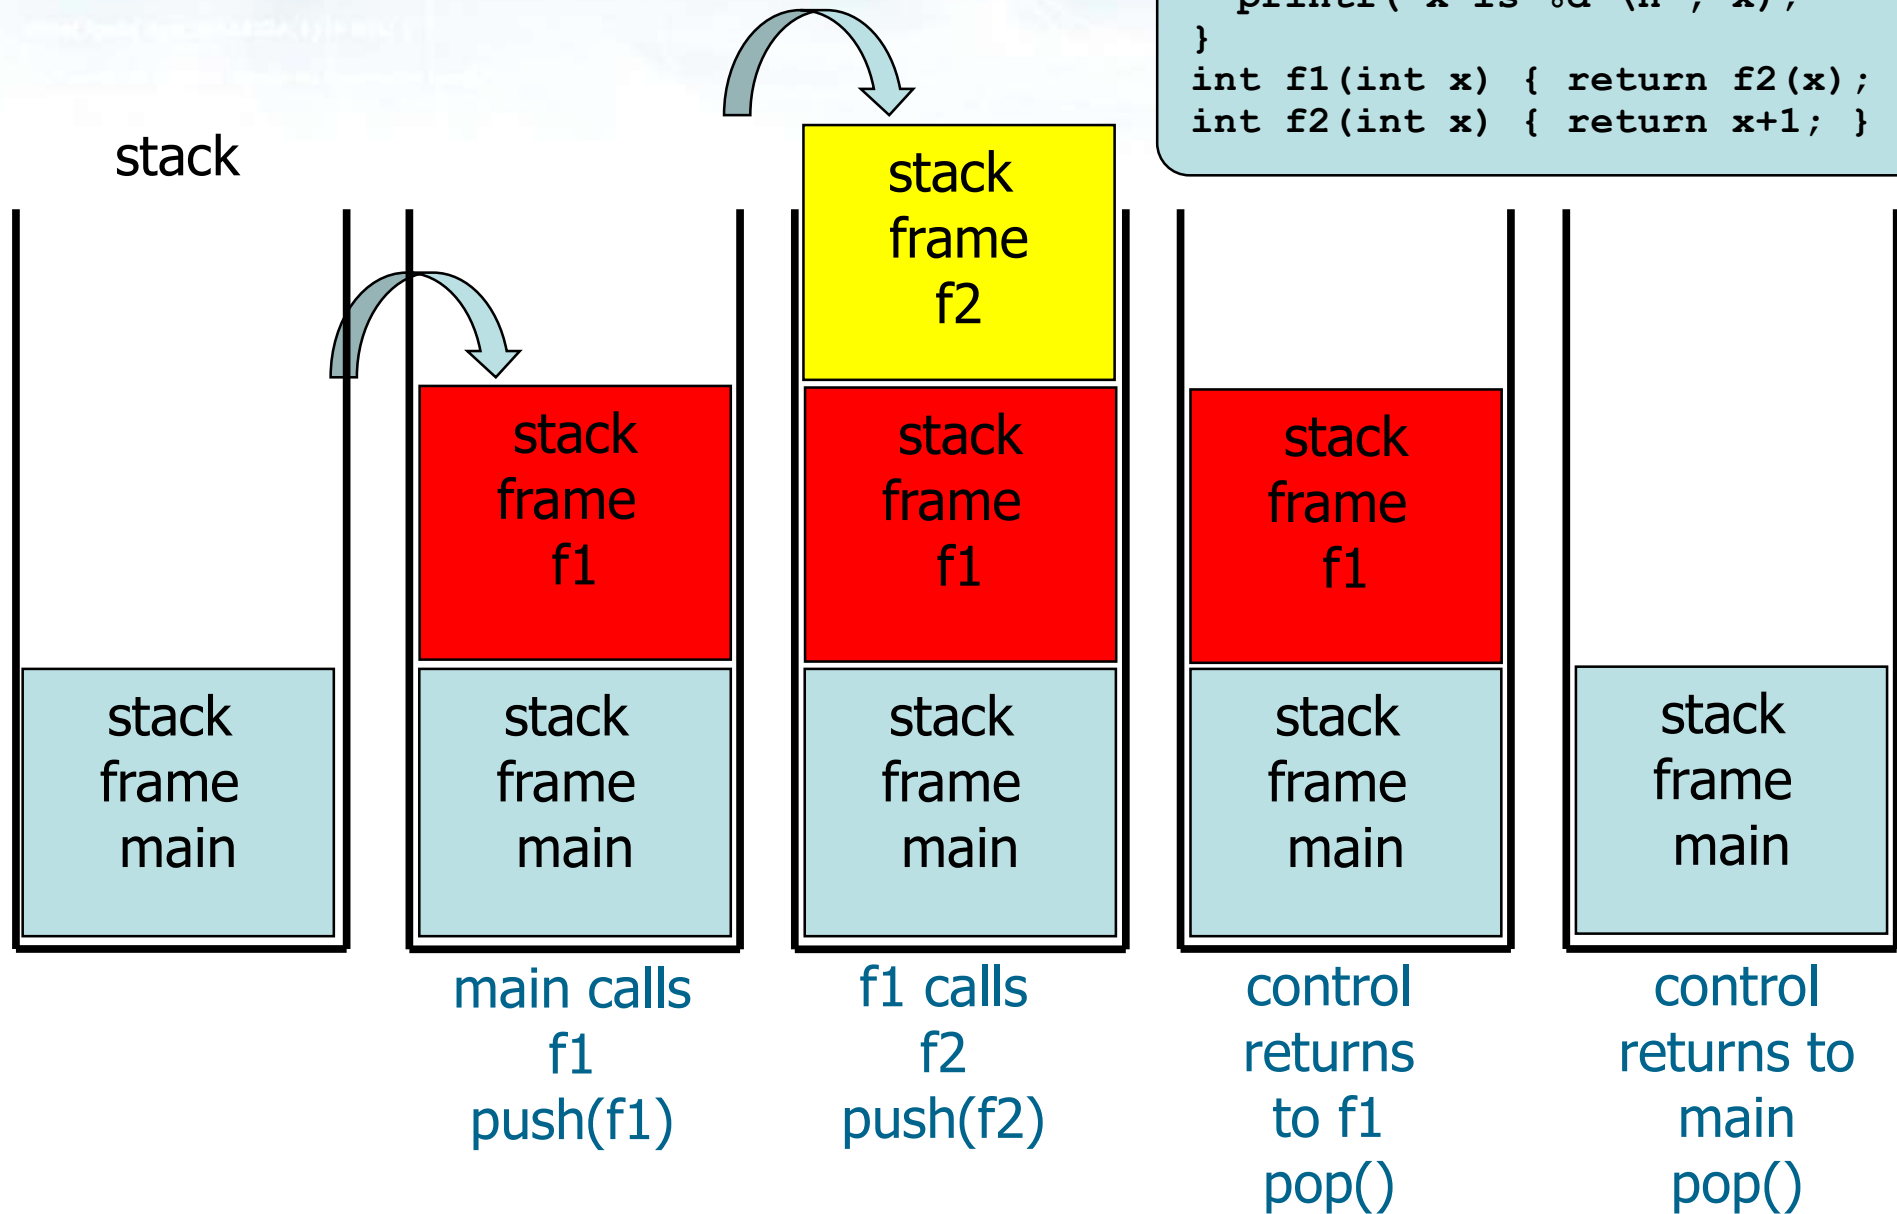 }
int f1(int x) { return f2(x);
int f2(int x) { return x+1; }
stack
stack
frame
f2
stack
frame
f1
stack
frame
f1
stack
frame
f1
stack
frame
main
stack
frame
main
stack
frame
main
stack
frame
main
stack
frame
main
main calls
f1
push(f1)
f1 calls
f2
push(f2)
control
returns
to f1
pop()
control
returns to
main
pop()